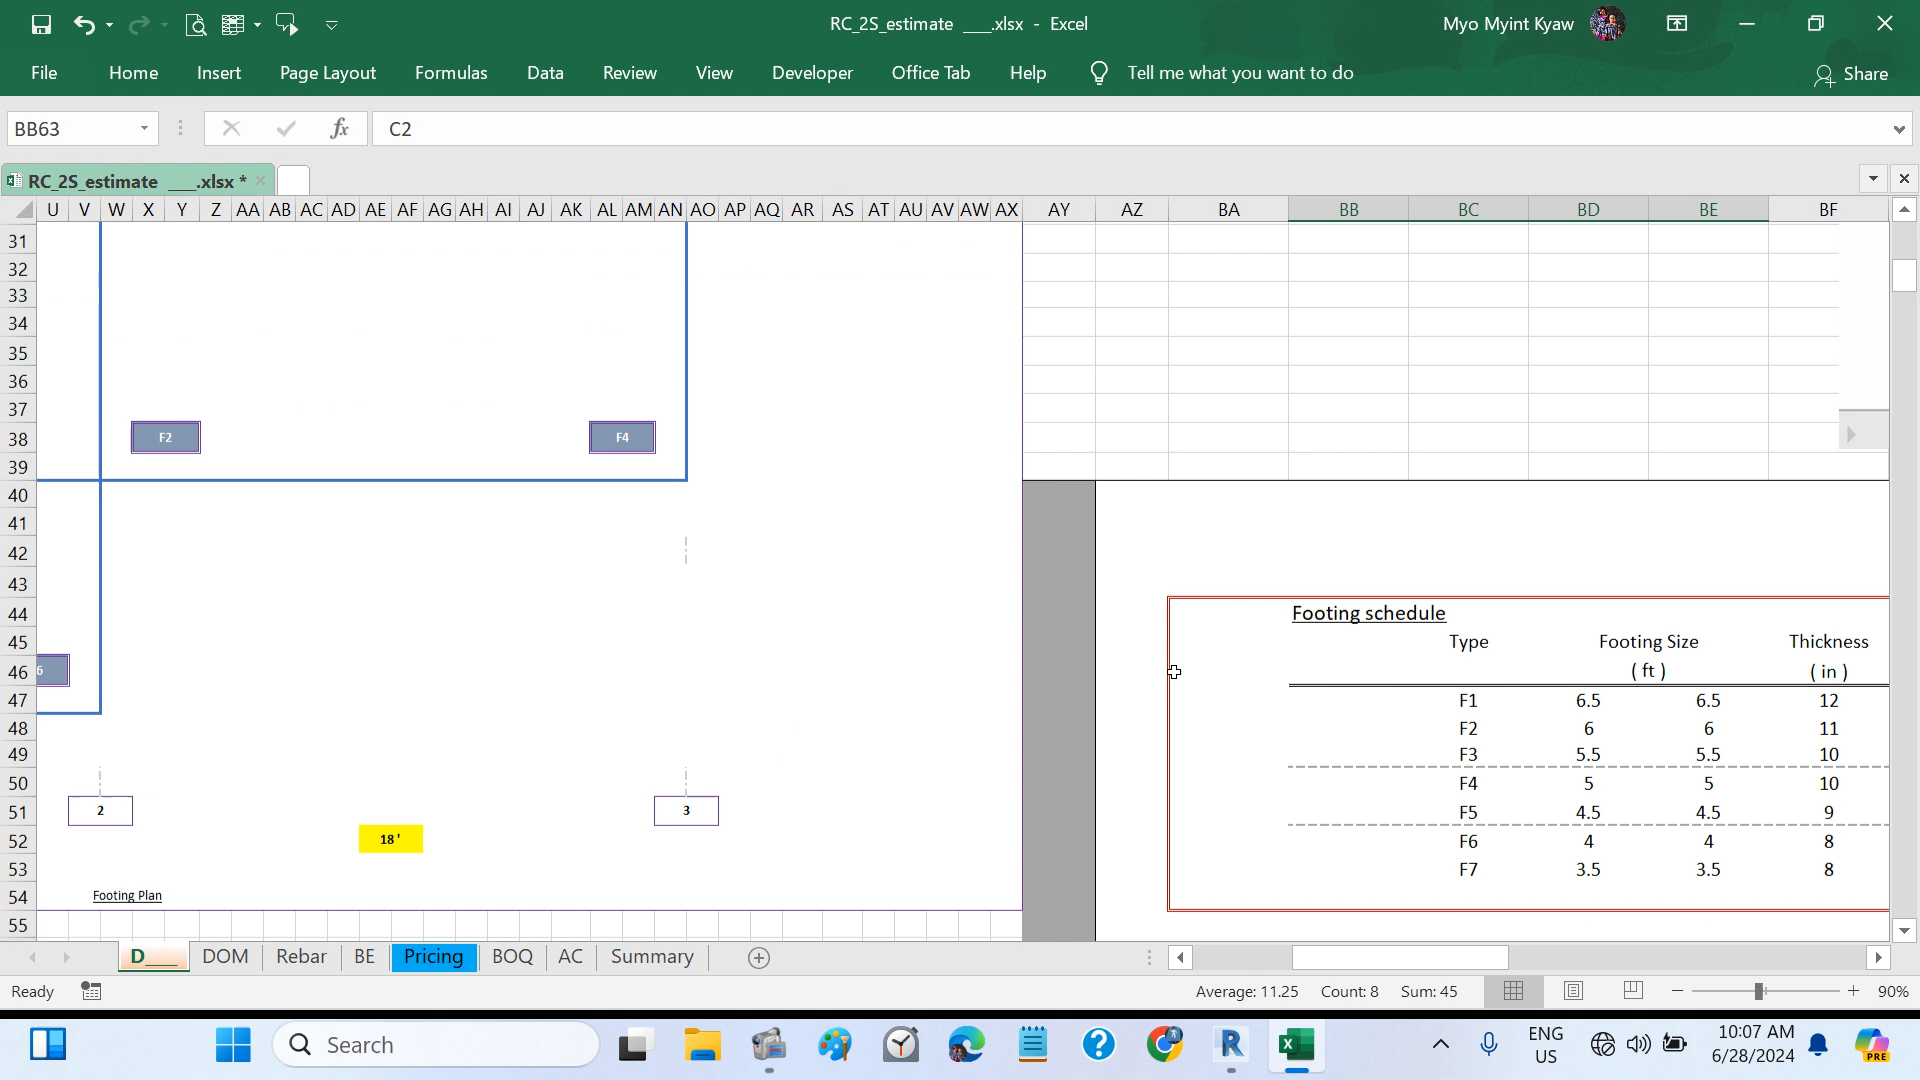 RC_2S_estimate ___.xlsx - Excel
Myo Myint Kyaw
File Home Insert Page Layout Formulas Data Review View Developer Office Tab Help Tell me what you want to do Share
BB63 fx C2
RC_2S_estimate ___.xlsx *
U V W X Y Z AA AB AC AD AE AF AG AH AI AJ AK AL AM AN AO AP AQ AR AS AT AU AV AW AX AY AZ BA BB BC BD BE BF
31
32
33
34
35
36
37
38 F2 F4
39
40
41
42
43
44 Footing schedule
45 Type Footing Size Thickness
46 6 ( ft ) ( in )
47 F1 6.5 6.5 12
48 F2 6 6 11
49 F3 5.5 5.5 10
50 F4 5 5 10
51 2 3 F5 4.5 4.5 9
52 18 ' F6 4 4 8
53 F7 3.5 3.5 8
54 Footing Plan
55
D___ DOM Rebar BE Pricing BOQ AC Summary
Ready Average: 11.25 Count: 8 Sum: 45 90%
Search
ENG
US
10:07 AM
6/28/2024
PRE